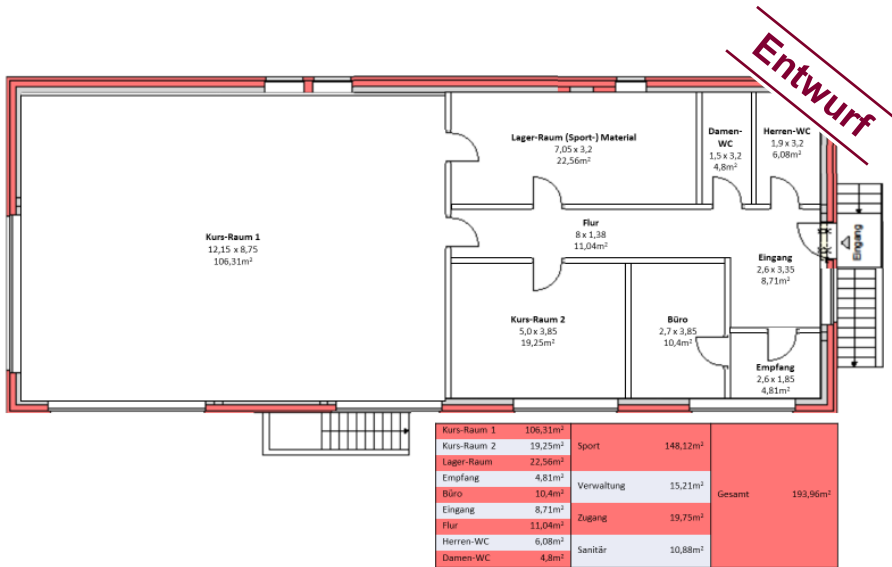 Entwurf
Lager-Raum (Sport-) Material
7,05 x 3,2
22,56m²
Damen-
WC
1,5 x 3,2
4,8m²
Herren-WC
1,9 x 3,2
6,08m²
Kurs-Raum 1
12,15 x 8,75
106,31m²
Flur
8 x 1,38
11,04m²
Eingang
2,6 x 3,35
8,71m²
Eingang
Kurs-Raum 2
5,0 x 3,85
19,25m²
Büro
2,7 x 3,85
10,4m²
Empfang
2,6 x 1,85
4,81m²
Kurs-Raum 1 106,31m²
Kurs-Raum 2 19,25m²
Lager-Raum 22,56m²
Sport 148,12m²
Empfang 4,81m²
Büro 10,4m²
Verwaltung 15,21m²
Eingang 8,71m²
Flur 11,04m²
Zugang 19,75m²
Herren-WC 6,08m²
Damen-WC 4,8m²
Sanitär 10,88m²
Gesamt 193,96m²